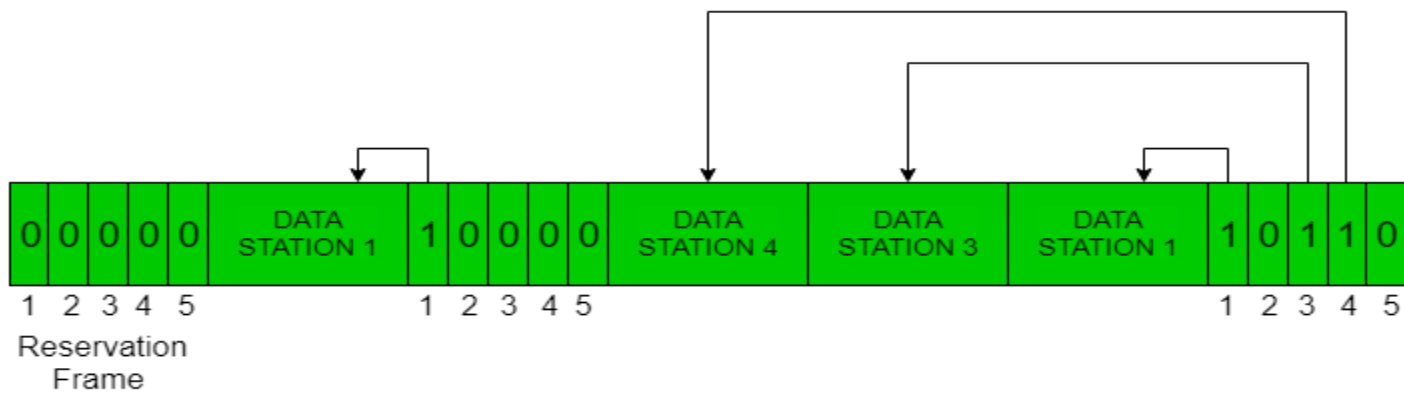 0 0 0 0 0 DATA STATION 1 1 0 0 0 0 DATA STATION 4 DATA STATION 3 DATA STATION 1 1 0 1 1 0
1 2 3 4 5 1 2 3 4 5 1 2 3 4 5
Reservation
Frame